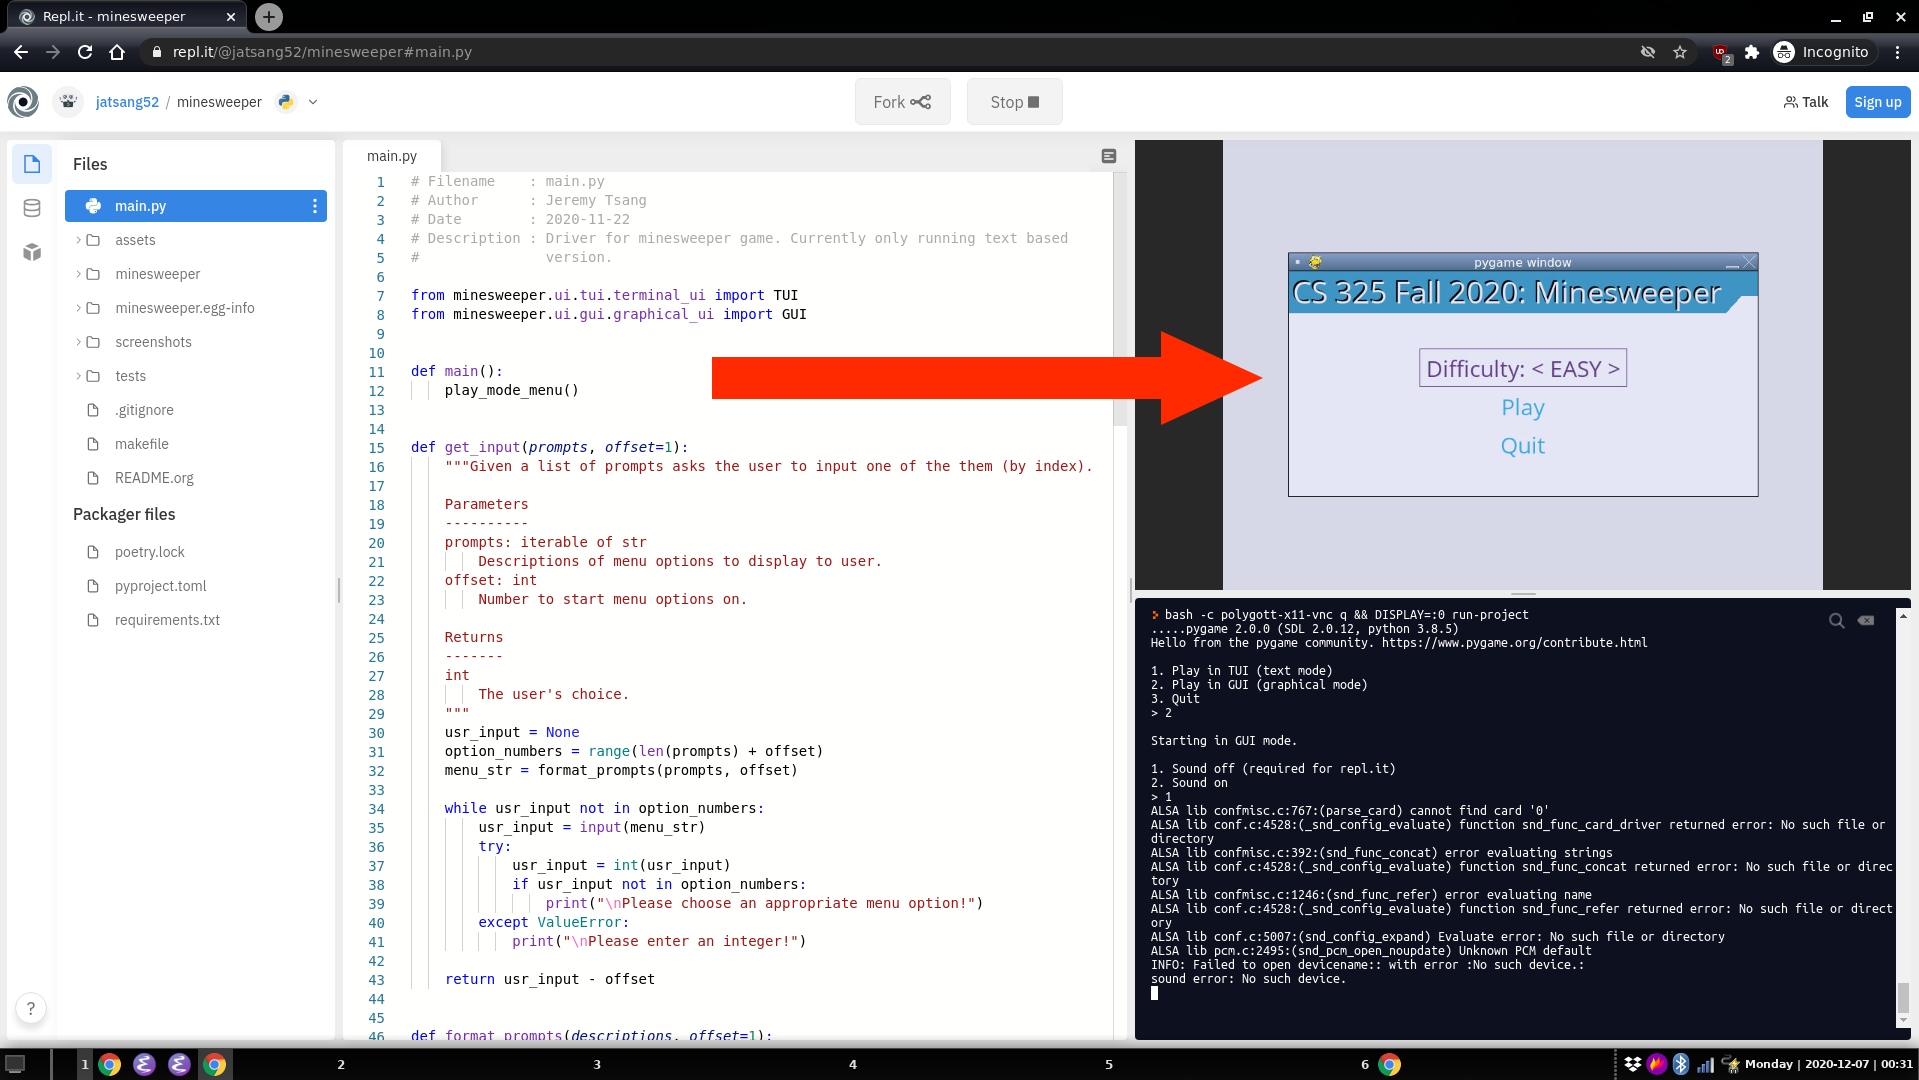 Repl.it - minesweeper
repl.it/@jatsang52/minesweeper#main.py
2
Incognito
jatsang52 / minesweeper
Fork
Stop
Talk
Sign up
Files
main.py
assets
minesweeper
minesweeper.egg-info
screenshots
tests
.gitignore
makefile
README.org
Packager files
poetry.lock
pyproject.toml
requirements.txt
?
main.py
1 # Filename    : main.py
2 # Author      : Jeremy Tsang
3 # Date        : 2020-11-22
4 # Description : Driver for minesweeper game. Currently only running text based
5 #               version.
6
7 from minesweeper.ui.tui.terminal_ui import TUI
8 from minesweeper.ui.gui.graphical_ui import GUI
9
10
11 def main():
12     play_mode_menu()
13
14
15 def get_input(prompts, offset=1):
16     """Given a list of prompts asks the user to input one of the them (by index).
17
18     Parameters
19     ----------
20     prompts: iterable of str
21         Descriptions of menu options to display to user.
22     offset: int
23         Number to start menu options on.
24
25     Returns
26     -------
27     int
28         The user's choice.
29     """
30     usr_input = None
31     option_numbers = range(len(prompts) + offset)
32     menu_str = format_prompts(prompts, offset)
33
34     while usr_input not in option_numbers:
35         usr_input = input(menu_str)
36         try:
37             usr_input = int(usr_input)
38             if usr_input not in option_numbers:
39                 print("\nPlease choose an appropriate menu option!")
40         except ValueError:
41             print("\nPlease enter an integer!")
42
43     return usr_input - offset
44
45
46 def format_prompts(descriptions, offset=1):
pygame window
CS 325 Fall 2020: Minesweeper
Difficulty: < EASY >
Play
Quit
bash -c polygott-x11-vnc q && DISPLAY=:0 run-project
.....pygame 2.0.0 (SDL 2.0.12, python 3.8.5)
Hello from the pygame community. https://www.pygame.org/contribute.html
1. Play in TUI (text mode)
2. Play in GUI (graphical mode)
3. Quit
> 2
Starting in GUI mode.
1. Sound off (required for repl.it)
2. Sound on
> 1
ALSA lib confmisc.c:767:(parse_card) cannot find card '0'
ALSA lib conf.c:4528:(_snd_config_evaluate) function snd_func_card_driver returned error: No such file or
directory
ALSA lib confmisc.c:392:(snd_func_concat) error evaluating strings
ALSA lib conf.c:4528:(_snd_config_evaluate) function snd_func_concat returned error: No such file or direc
tory
ALSA lib confmisc.c:1246:(snd_func_refer) error evaluating name
ALSA lib conf.c:4528:(_snd_config_evaluate) function snd_func_refer returned error: No such file or direct
ory
ALSA lib conf.c:5007:(snd_config_expand) Evaluate error: No such file or directory
ALSA lib pcm.c:2495:(snd_pcm_open_noupdate) Unknown PCM default
INFO: Failed to open devicename:: with error :No such device.:
sound error: No such device.
1 2 3 4 5 6
Monday | 2020-12-07 | 00:31